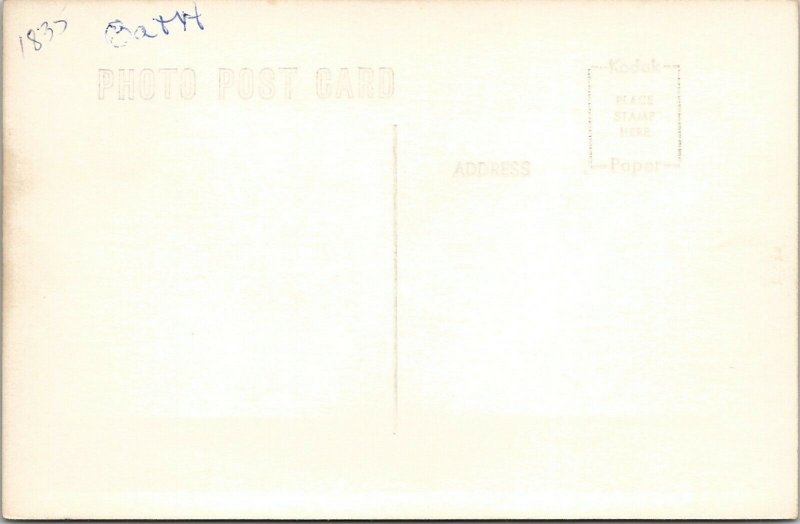 1835
PHOTO POST CARD
Kodak
PLACE
STAMP
HERE
Paper
ADDRESS